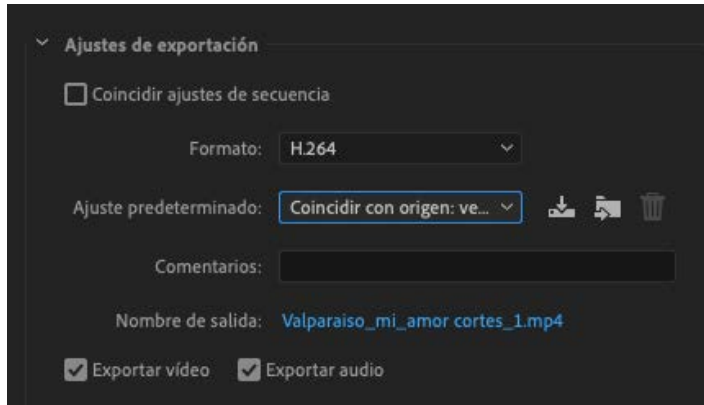 Ajustes de exportación
Coincidir ajustes de secuencia
Formato: H.264
Ajuste predeterminado: Coincidir con origen: ve...
Comentarios:
Nombre de salida: Valparaiso_mi_amor cortes_1.mp4
Exportar vídeo Exportar audio